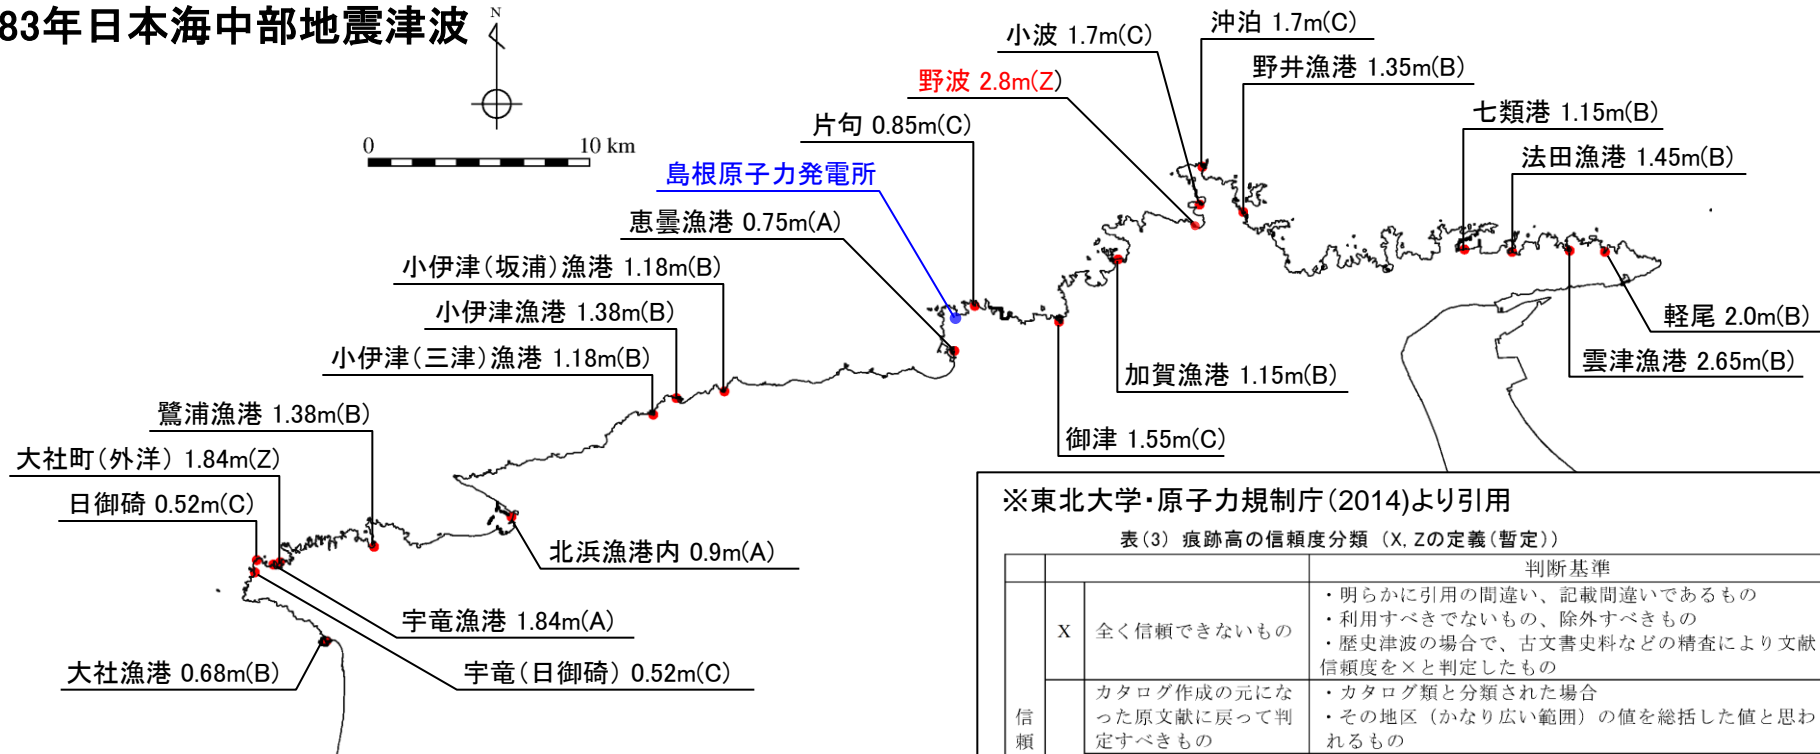 83年日本海中部地震津波
N
0 10 km
小波 1.7m(C)
沖泊 1.7m(C)
野波 2.8m(Z)
野井漁港 1.35m(B)
片句 0.85m(C)
七類港 1.15m(B)
島根原子力発電所
法田漁港 1.45m(B)
恵曇漁港 0.75m(A)
小伊津(坂浦)漁港 1.18m(B)
小伊津漁港 1.38m(B)
軽尾 2.0m(B)
小伊津(三津)漁港 1.18m(B)
加賀漁港 1.15m(B)
雲津漁港 2.65m(B)
鷺浦漁港 1.38m(B)
御津 1.55m(C)
大社町(外洋) 1.84m(Z)
日御碕 0.52m(C)
北浜漁港内 0.9m(A)
宇竜漁港 1.84m(A)
大社漁港 0.68m(B)
宇竜(日御碕) 0.52m(C)
※東北大学・原子力規制庁(2014)より引用
表(3) 痕跡高の信頼度分類 (X, Zの定義(暫定))
判断基準
X 全く信頼できないもの
・明らかに引用の間違い、記載間違いであるもの
・利用すべきでないもの、除外すべきもの
・歴史津波の場合で、古文書史料などの精査により文献
信頼度を×と判定したもの
カタログ作成の元にな
った原文献に戻って判
定すべきもの
・カタログ類と分類された場合
・その地区（かなり広い範囲）の値を総括した値と思わ
れるもの
信
頼